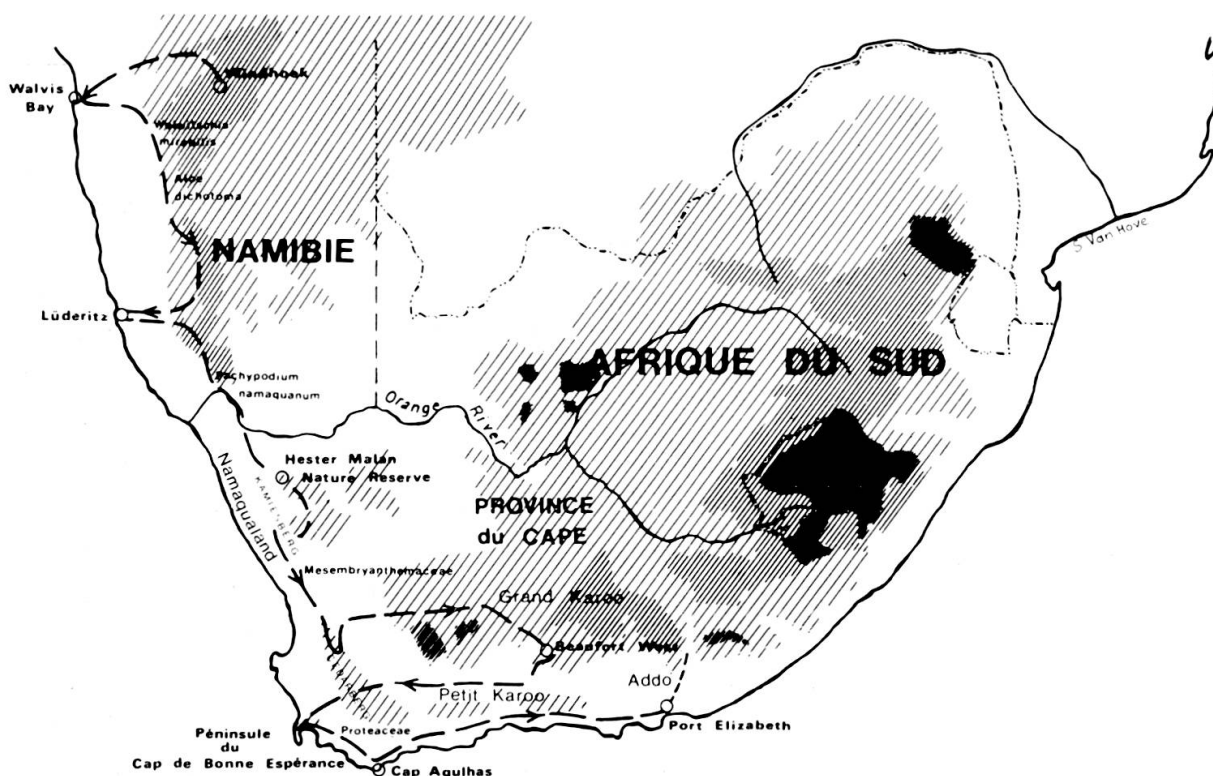 Windhoek
Walvis
Bay
Welwitschia
mirabilis
Aloe
dichotoma
NAMIBIE
S. Van Hove
Lüderitz
AFRIQUE DU SUD
Pachypodium
namaquanum
Orange
River
Hester Malan
Nature Reserve
Namaqualand
KAMIESBERG
PROVINCE
du CAPE
Mesembryanthemaceae
Grand Karoo
Beaufort West
Addo
Petit Karoo
Port Elizabeth
Proteaceae
Péninsule
du
Cap de Bonne Espérance
Cap Agulhas